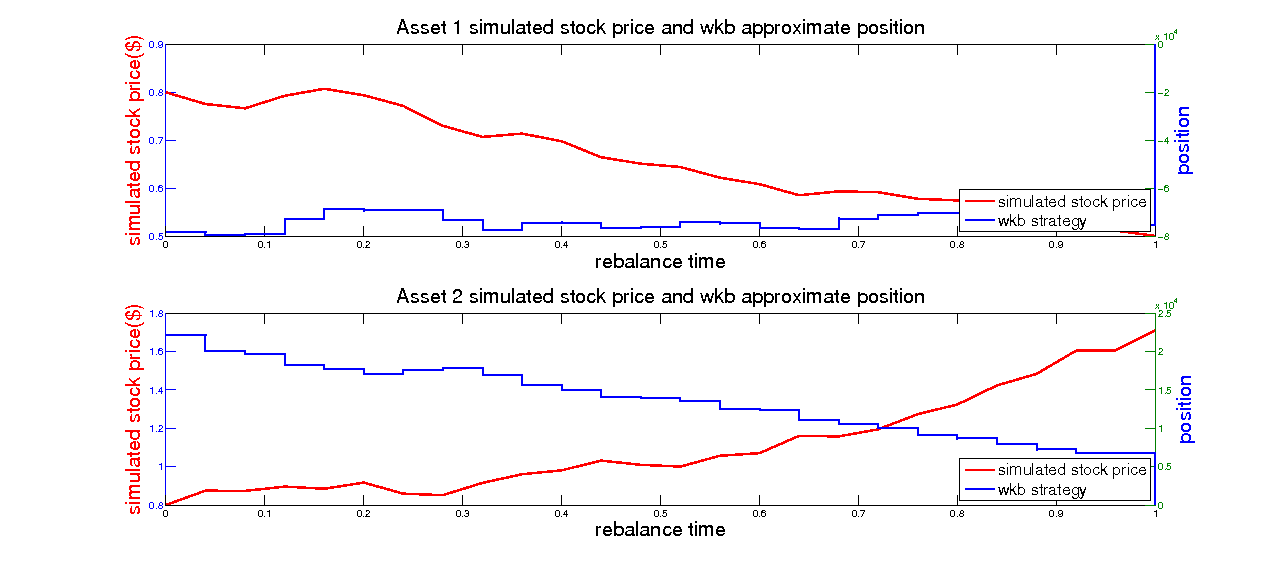 Asset 1 simulated stock price and wkb approximate position
x 10^4
0.9 0
0.8 -2
0.7 -4
0.6 -6
0.5 -8
simulated stock price($)
position
simulated stock price
wkb strategy
0 0.1 0.2 0.3 0.4 0.5 0.6 0.7 0.8 0.9 1
rebalance time
Asset 2 simulated stock price and wkb approximate position
x 10^4
1.8 2.5
1.6 2
1.4 1.5
1.2 1
1 0.5
0.8 0
simulated stock price($)
position
simulated stock price
wkb strategy
0 0.1 0.2 0.3 0.4 0.5 0.6 0.7 0.8 0.9 1
rebalance time